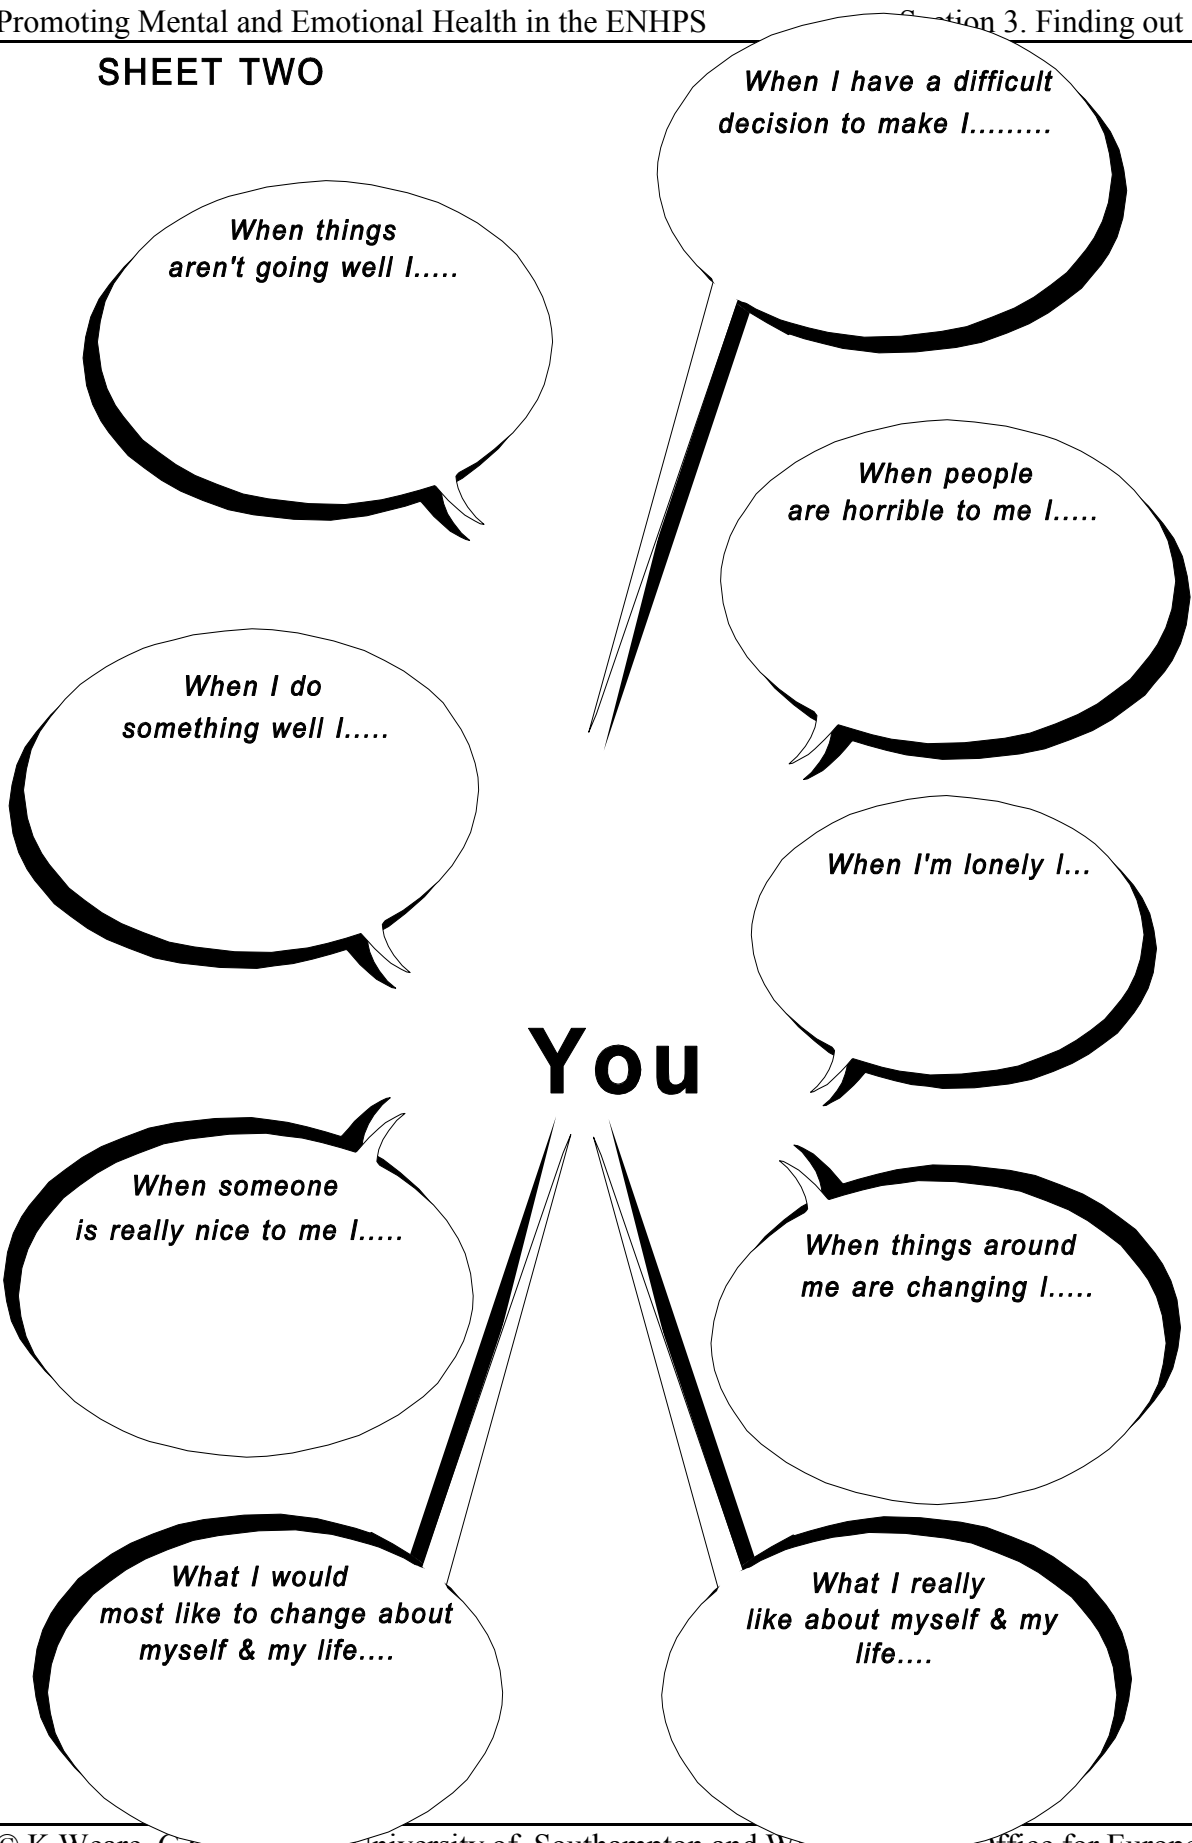 Promoting Mental and Emotional Health in the ENHPS
3. Finding out
SHEET TWO
When I have a difficult
decision to make I.........
When things
aren't going well I.....
When people
are horrible to me I.....
When I do
something well I.....
When I'm lonely I...
You
When someone
is really nice to me I.....
When things around
me are changing I.....
What I would
most like to change about
myself & my life....
What I really
like about myself & my
life....
© K Weare,
University of Southampton and
Office for Europe